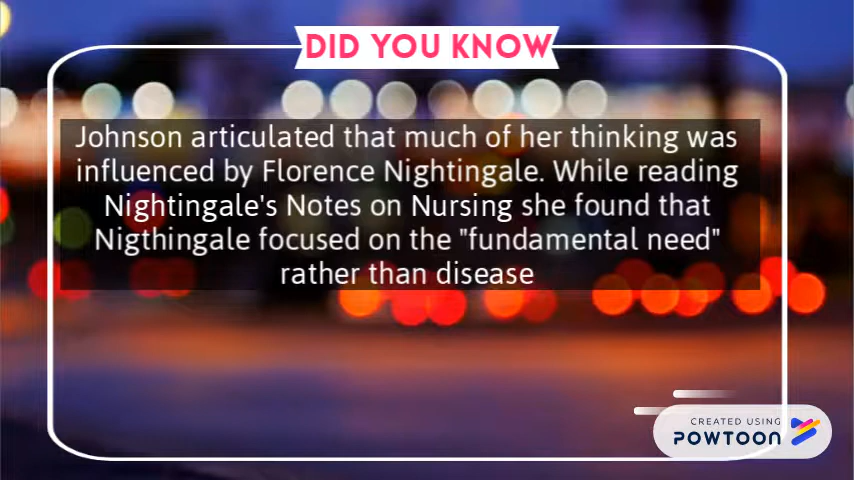 DID YOU KNOW
Johnson articulated that much of her thinking was
influenced by Florence Nightingale. While reading
Nightingale's Notes on Nursing she found that
Nigthingale focused on the "fundamental need"
rather than disease
CREATED USING
POWTOON